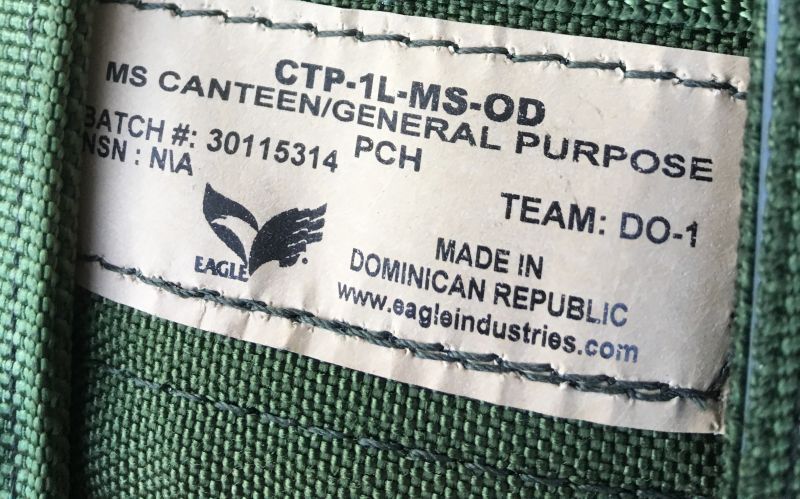 CTP-1L-MS-OD
MS CANTEEN/GENERAL PURPOSE
BATCH #: 30115314 PCH
NSN : N\A
TEAM: DO-1
EAGLE
MADE IN
DOMINICAN REPUBLIC
www.eagleindustries.com